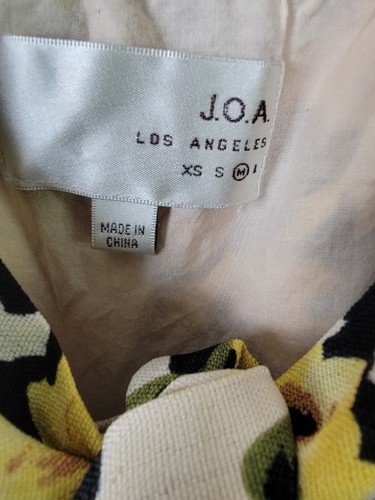 J.O.A.
LOS ANGELES
XS S M L
MADE IN
CHINA